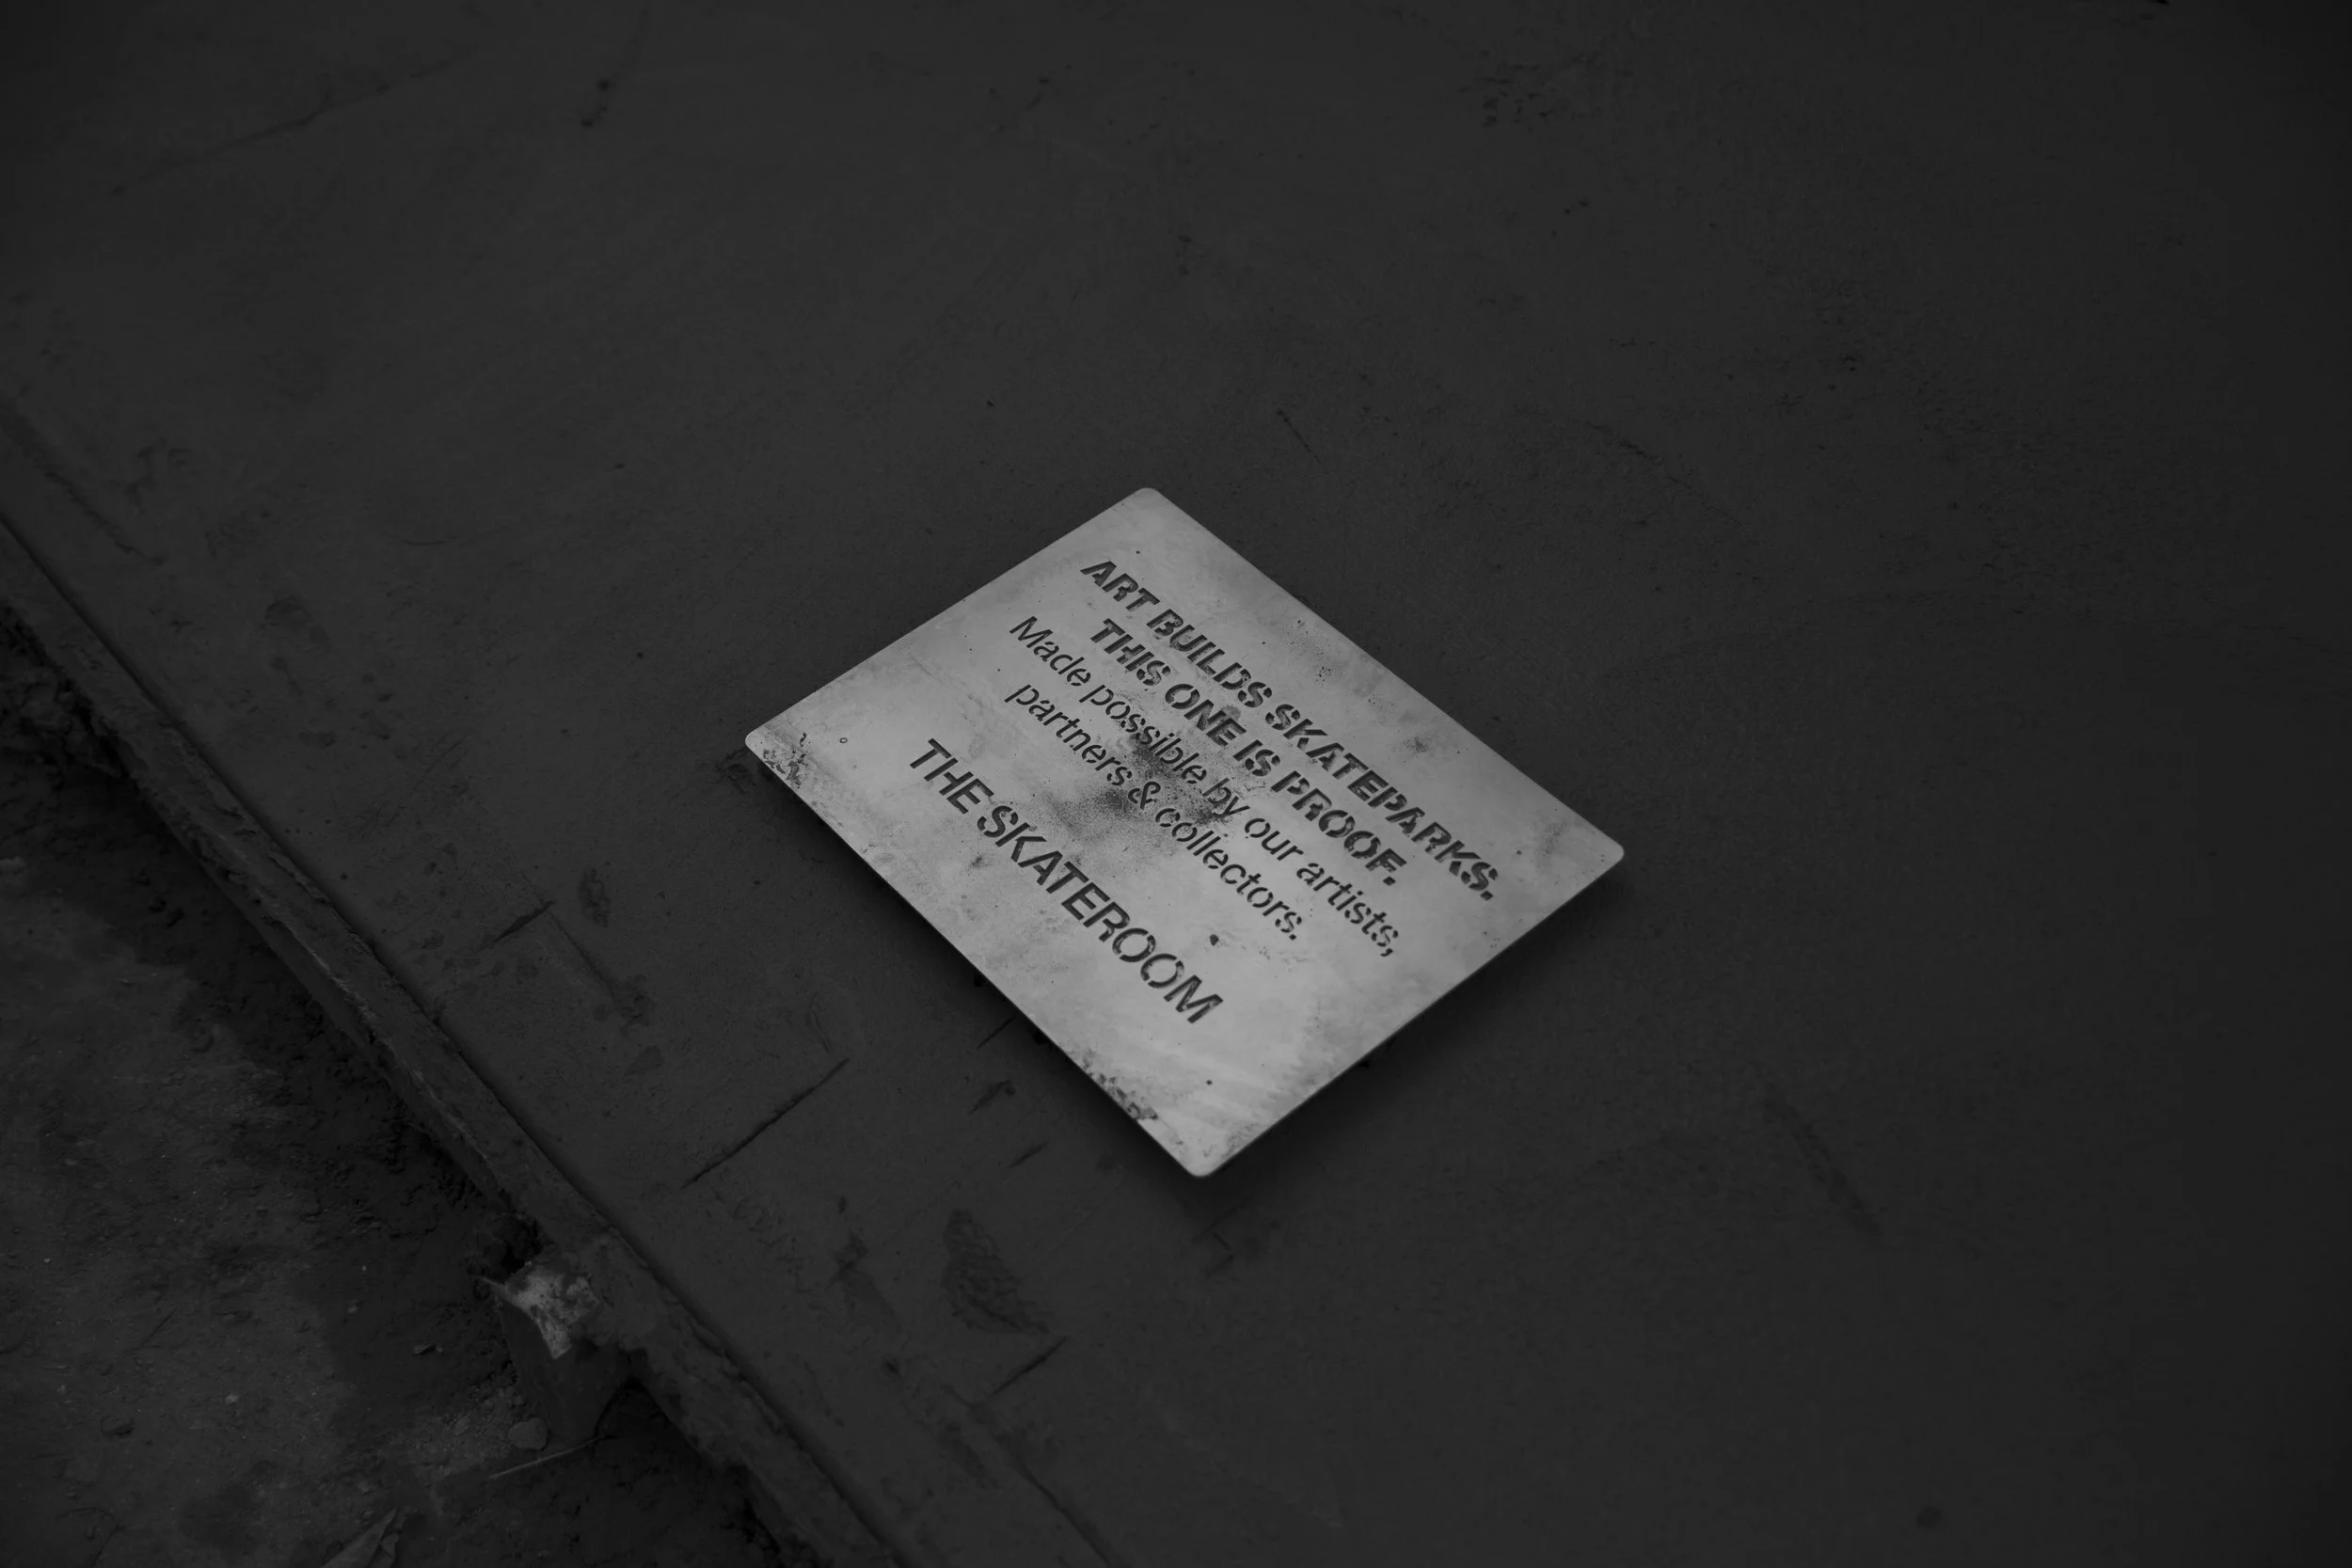 ART BUILDS SKATEPARKS.
THIS ONE IS PROOF.
Made possible by our artists,
partners & collectors.
THE SKATEROOM